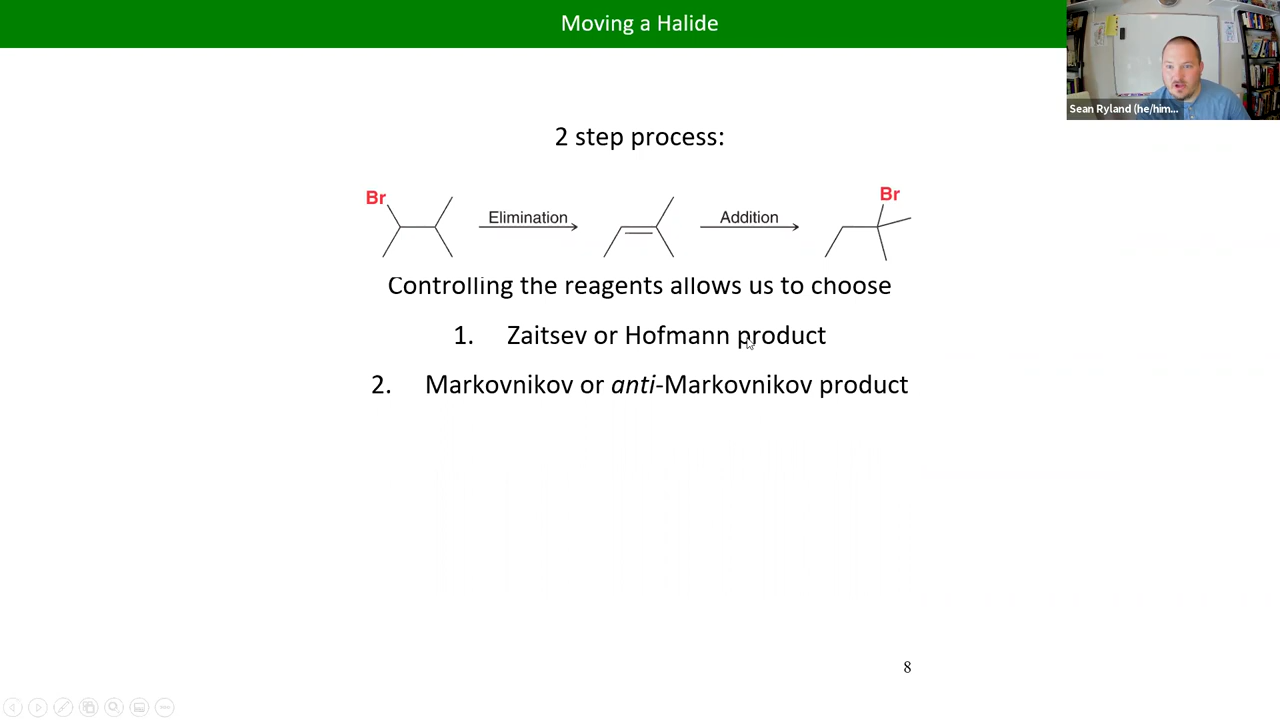 Moving a Halide
Sean Ryland (he/him...
2 step process:
Br
Elimination
Addition
Br
Controlling the reagents allows us to choose
1. Zaitsev or Hofmann product
2. Markovnikov or anti-Markovnikov product
8